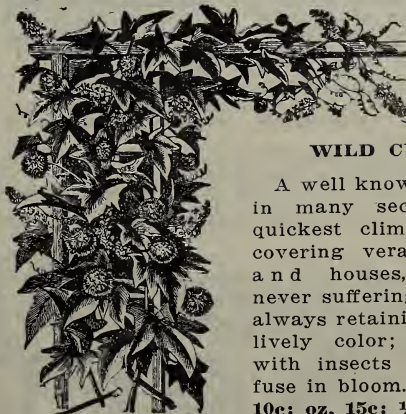 WILD C
A well know
in many sec
quickest clim
covering vera
and houses,
never suffering
always retaini
lively color;
with insects
fuse in bloom.
10c; oz. 15c; 1